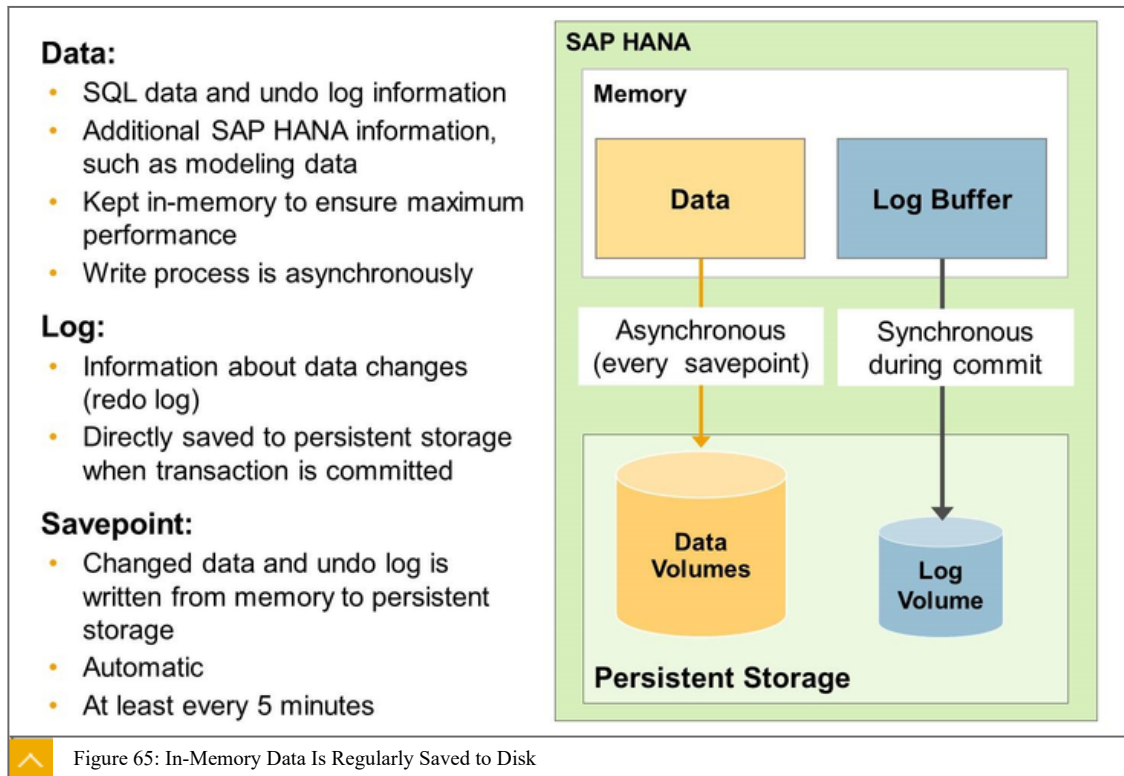 Data:
• SQL data and undo log information
• Additional SAP HANA information,
such as modeling data
• Kept in-memory to ensure maximum
performance
• Write process is asynchronously
Log:
• Information about data changes
(redo log)
• Directly saved to persistent storage
when transaction is committed
Savepoint:
• Changed data and undo log is
written from memory to persistent
storage
• Automatic
• At least every 5 minutes
SAP HANA
Memory
Data
Log Buffer
Asynchronous
(every savepoint)
Synchronous
during commit
Data
Volumes
Log
Volume
Persistent Storage
Figure 65: In-Memory Data Is Regularly Saved to Disk